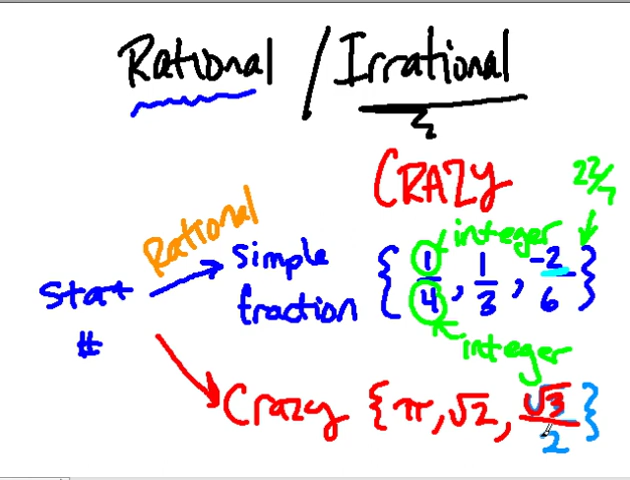 Rational / Irrational
CRAZY
22/7
Rational
integer
Start #
simple fraction { 1/4, 1/3, -2/6 }
integer
Crazy { π, √2, √3/2 }